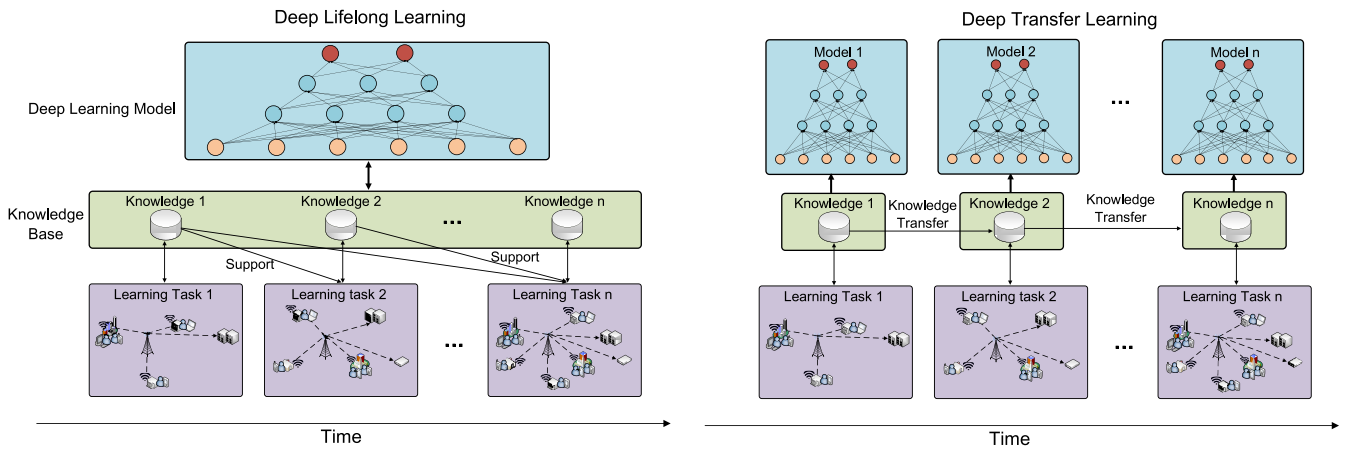 Deep Lifelong Learning
Deep Learning Model
Knowledge
Base
Knowledge 1
Knowledge 2
...
Knowledge n
Support
Support
Learning Task 1
Learning task 2
...
Learning Task n
Time
Deep Transfer Learning
Model 1
Model 2
...
Model n
Knowledge 1
Knowledge
Transfer
Knowledge 2
Knowledge
Transfer
Knowledge n
Learning Task 1
Learning task 2
...
Learning Task n
Time